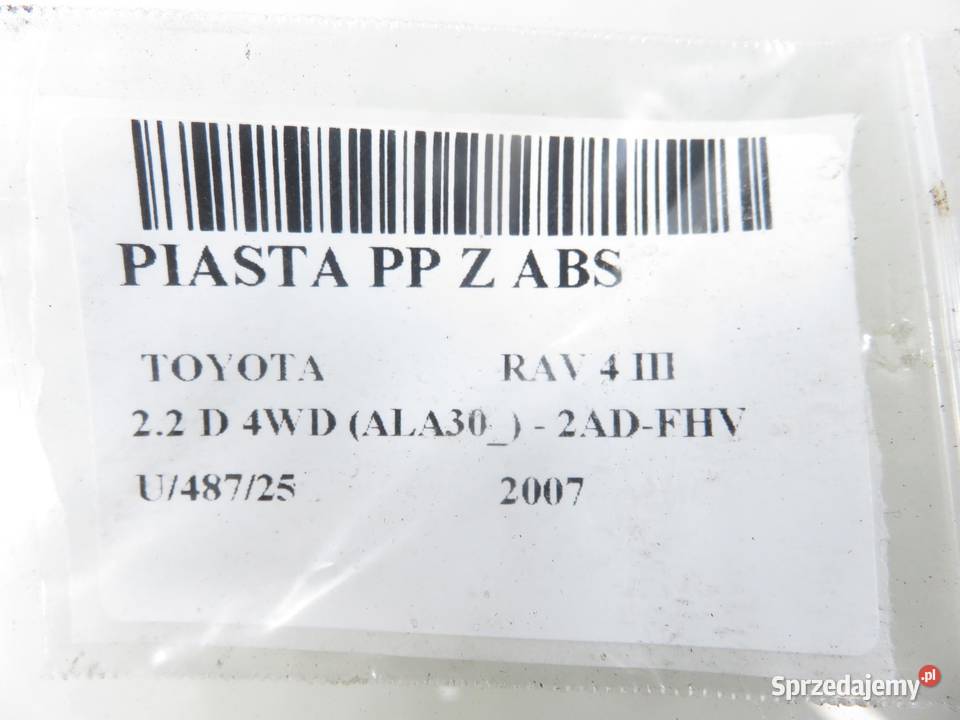 PIASTA PP Z ABS
TOYOTA RAV 4 III
2.2 D 4WD (ALA30_) - 2AD-FHV
U/487/25 2007
Sprzedajemy.pl